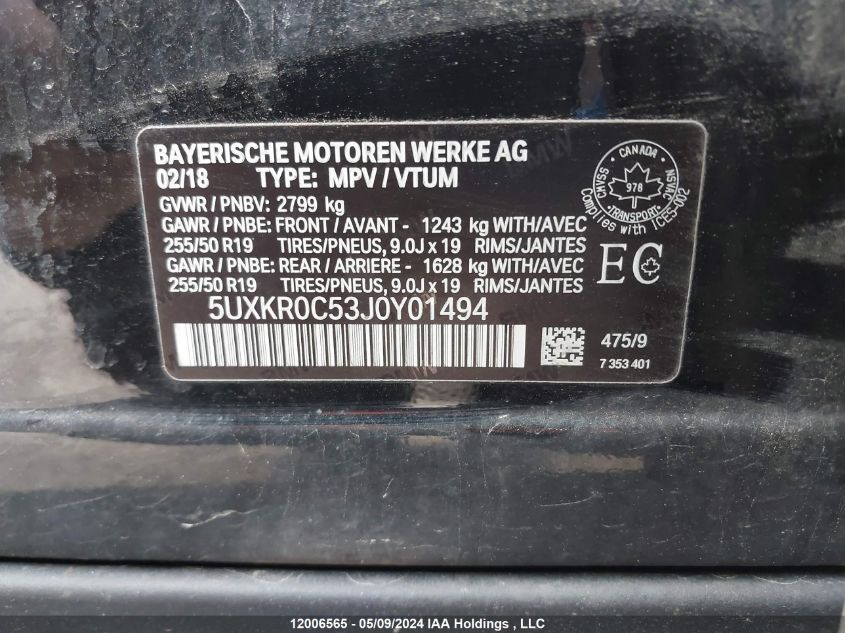 BAYERISCHE MOTOREN WERKE AG
02/18 TYPE: MPV / VTUM
GVWR / PNBV: 2799 kg
GAWR / PNBE: FRONT / AVANT - 1243 kg WITH/AVEC
255/50 R19 TIRES/PNEUS, 9.0J x 19 RIMS/JANTES
GAWR / PNBE: REAR / ARRIERE - 1628 kg WITH/AVEC
255/50 R19 TIRES/PNEUS, 9.0J x 19 RIMS/JANTES
5UXKR0C53J0Y01494
CANADA
NSVAC
TRANSPORT
CMVSS
978
Complies with ICES-002
EC
475/9
7 353 401
12006565 - 05/09/2024 IAA Holdings , LLC